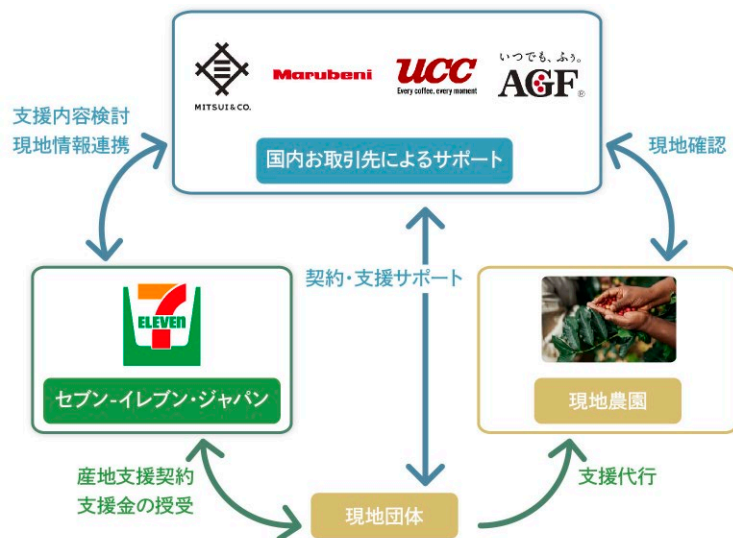 MITSUI&CO.
Marubeni
UCC
Every coffee, every moment
いつでも、ふぅ。
AGF®
国内お取引先によるサポート
支援内容検討
現地情報連携
現地確認
契約・支援サポート
7
ELEVEN
セブン-イレブン・ジャパン
現地農園
産地支援契約
支援金の授受
支援代行
現地団体